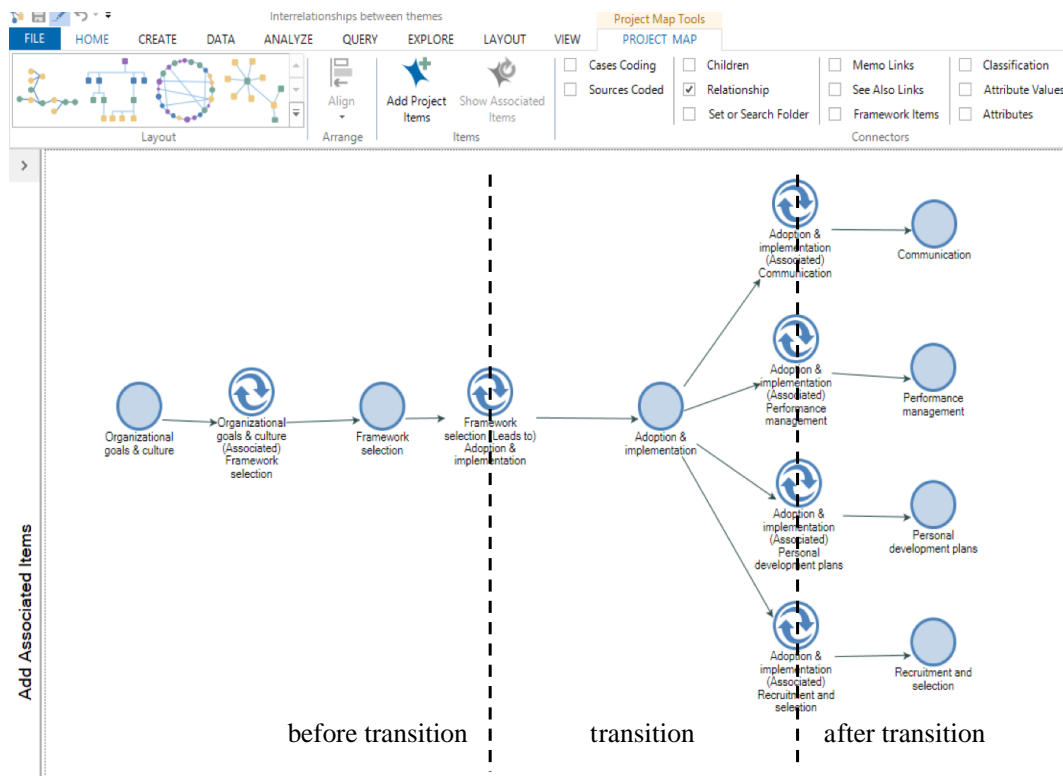 Interrelationships between themes
Project Map Tools
FILE HOME CREATE DATA ANALYZE QUERY EXPLORE LAYOUT VIEW PROJECT MAP
Align
Add Project
Items
Show Associated
Items
Cases Coding
Sources Coded
Children
Relationship
Set or Search Folder
Memo Links
See Also Links
Framework Items
Classification
Attribute Values
Attributes
Layout
Arrange
Items
Connectors
Add Associated Items
Organizational
goals & culture
Organizational
goals & culture
(Associated)
Framework
selection
Framework
selection
Framework
selection (Leads to)
Adoption &
implementation
Adoption &
implementation
Adoption &
implementation
(Associated)
Communication
Communication
Adoption &
implementation
(Associated)
Performance
management
Performance
management
Adoption &
implementation
(Associated)
Personal
development plans
Personal
development plans
Adoption &
implementation
(Associated)
Recruitment and
selection
Recruitment and
selection
before transition
transition
after transition